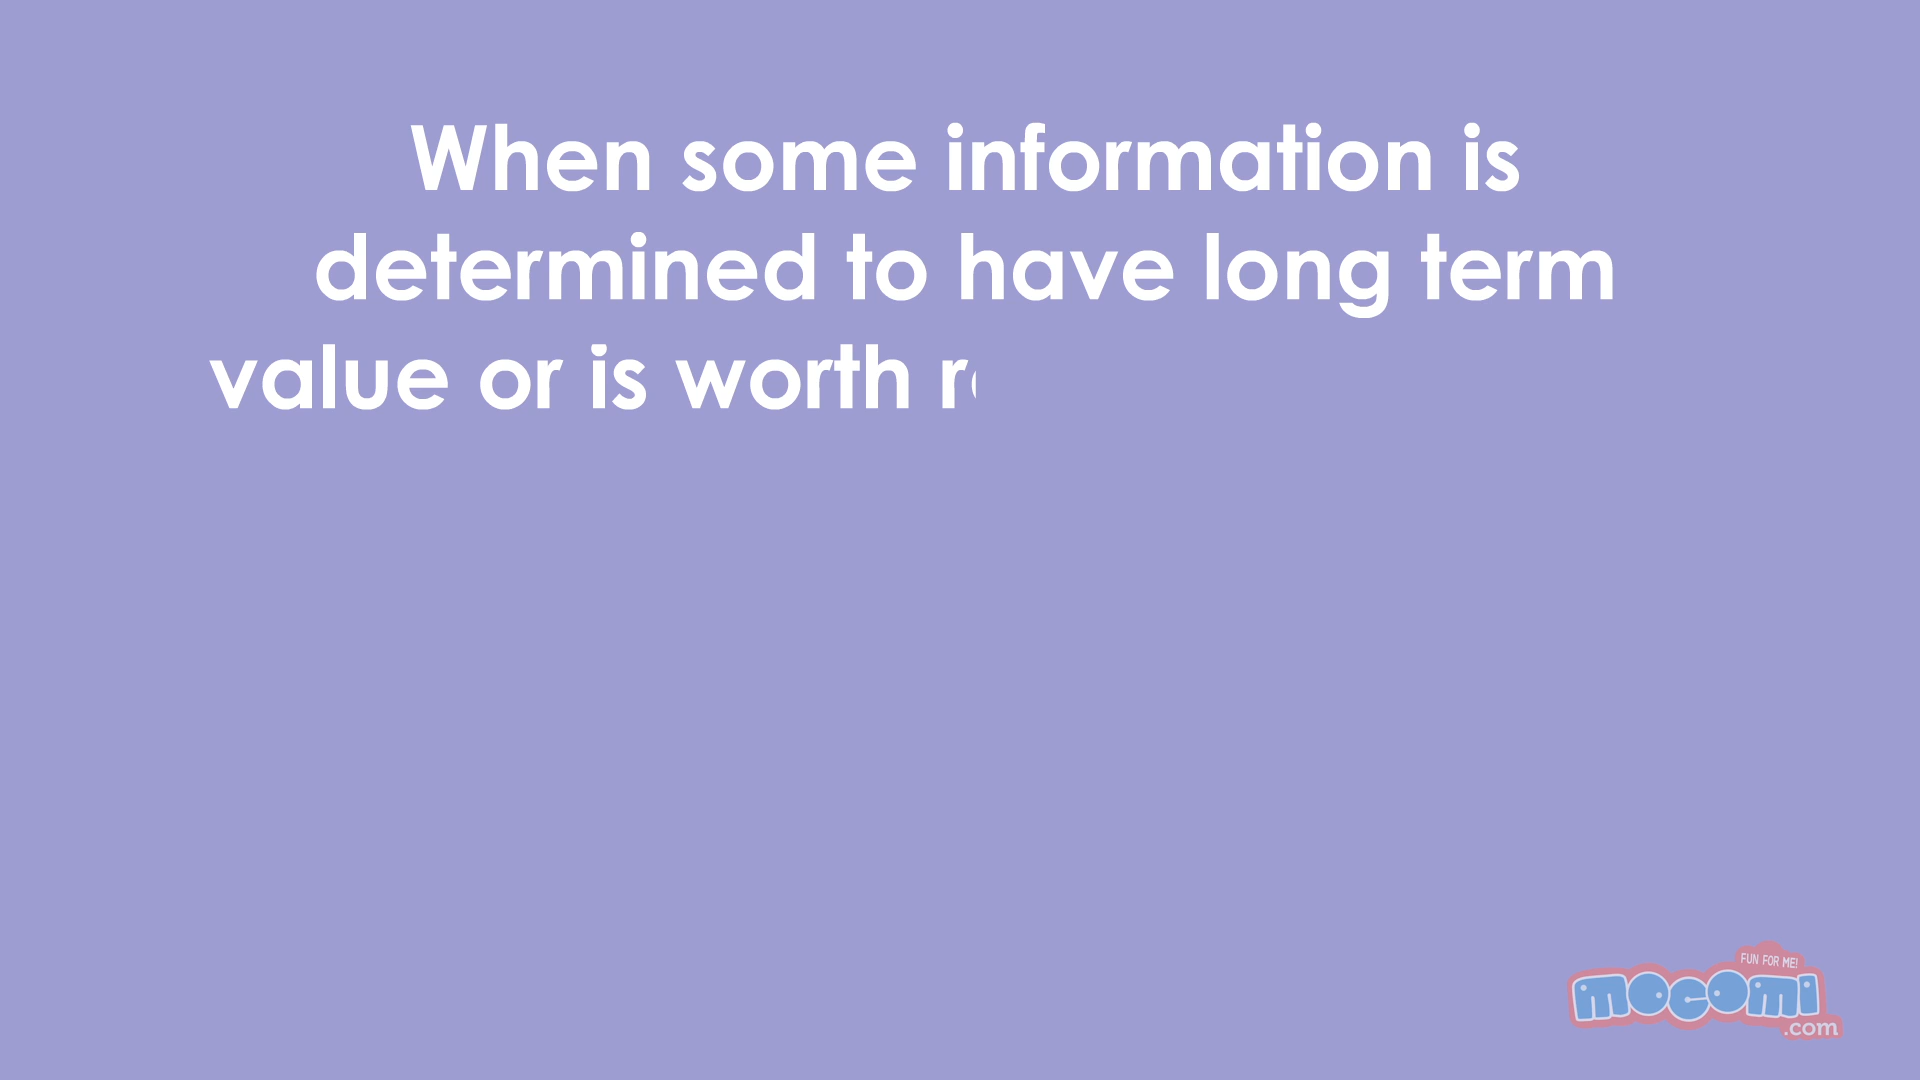 When some information is
determined to have long term
value or is worth
FUN FOR ME!
mocomi
.com